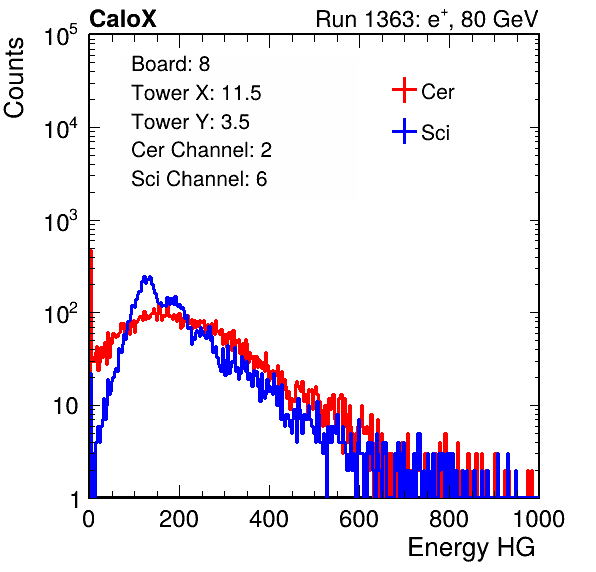 CaloX Run 1363: e⁺, 80 GeV
Counts
Board: 8
Tower X: 11.5
Tower Y: 3.5
Cer Channel: 2
Sci Channel: 6
Cer
Sci
10⁵
10⁴
10³
10²
10
1
0 200 400 600 800 1000
Energy HG